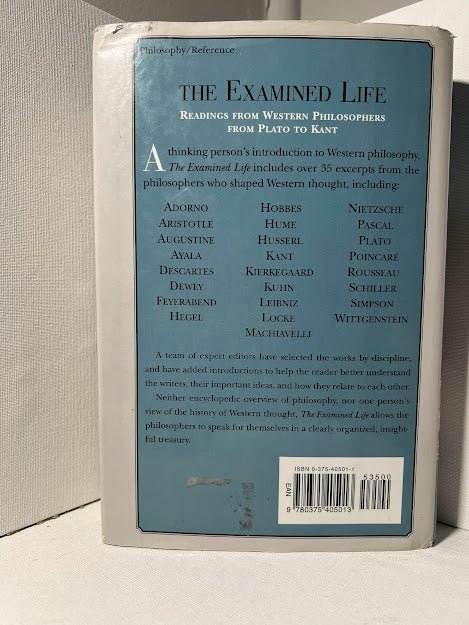 Philosophy/Reference
THE EXAMINED LIFE
READINGS FROM WESTERN PHILOSOPHERS
FROM PLATO TO KANT
A thinking person's introduction to Western philosophy,
The Examined Life includes over 35 excerpts from the
philosophers who shaped Western thought, including:
ADORNO HOBBES NIETZSCHE
ARISTOTLE HUME PASCAL
AUGUSTINE HUSSERL PLATO
AYALA KANT POINCARÉ
DESCARTES KIERKEGAARD ROUSSEAU
DEWEY KUHN SCHILLER
FEYERABEND LEIBNIZ SIMPSON
HEGEL LOCKE WITTGENSTEIN
MACHIAVELLI
A team of expert editors have selected the works by discipline,
and have added introductions to help the reader better understand
the writers, their important ideas, and how they relate to each other.
Neither encyclopedic overview of philosophy, nor one person's
view of the history of Western thought, The Examined Life allows the
philosophers to speak for themselves in a clearly organized, insight-
ful treasury.
ISBN 0-375-40501-1
53500
EAN
9 780375 405013